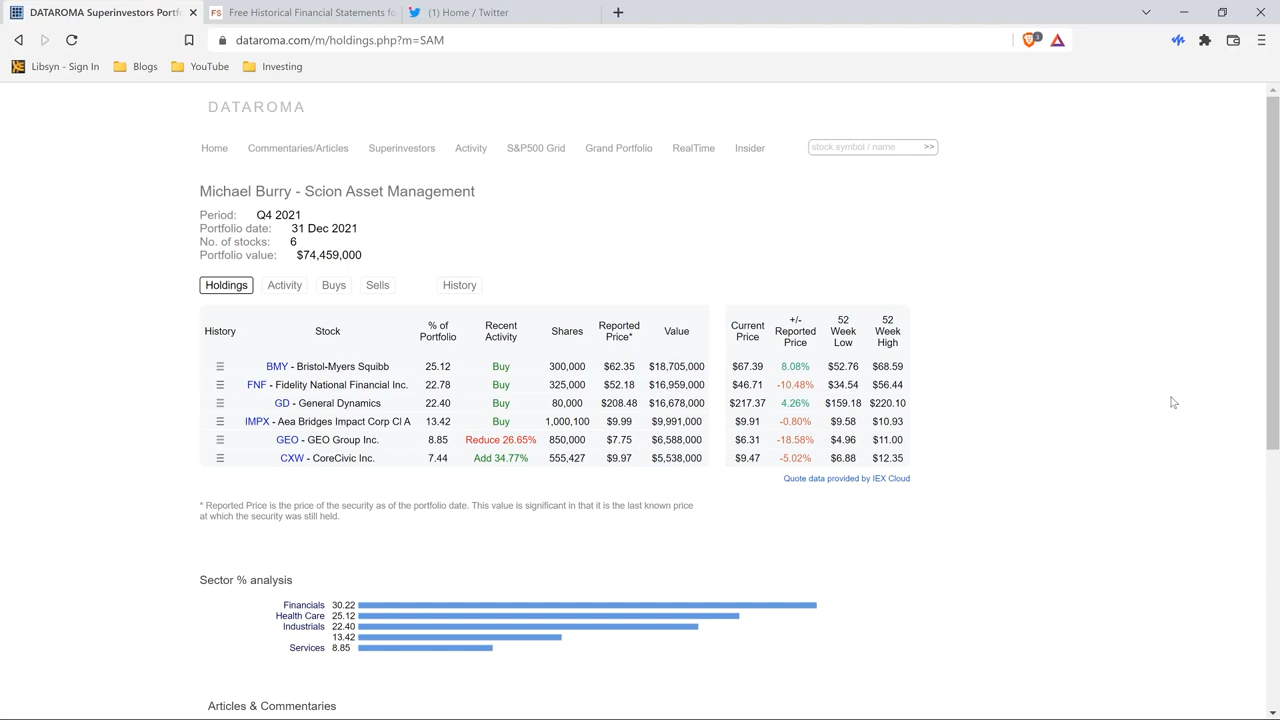 DATAROMA Superinvestors Portf
Free Historical Financial Statements fo
(1) Home / Twitter
dataroma.com/m/holdings.php?m=SAM
3
Libsyn - Sign In
Blogs
YouTube
Investing
DATAROMA
Home Commentaries/Articles Superinvestors Activity S&P500 Grid Grand Portfolio RealTime Insider
stock symbol / name >>
Michael Burry - Scion Asset Management
Period: Q4 2021
Portfolio date: 31 Dec 2021
No. of stocks: 6
Portfolio value: $74,459,000
Holdings Activity Buys Sells History
History Stock % of Portfolio Recent Activity Shares Reported Price* Value Current Price +/- Reported Price 52 Week Low 52 Week High
BMY - Bristol-Myers Squibb 25.12 Buy 300,000 $62.35 $18,705,000 $67.39 8.08% $52.76 $68.59
FNF - Fidelity National Financial Inc. 22.78 Buy 325,000 $52.18 $16,959,000 $46.71 -10.48% $34.54 $56.44
GD - General Dynamics 22.40 Buy 80,000 $208.48 $16,678,000 $217.37 4.26% $159.18 $220.10
IMPX - Aea Bridges Impact Corp Cl A 13.42 Buy 1,000,100 $9.99 $9,991,000 $9.91 -0.80% $9.58 $10.93
GEO - GEO Group Inc. 8.85 Reduce 26.65% 850,000 $7.75 $6,588,000 $6.31 -18.58% $4.96 $11.00
CXW - CoreCivic Inc. 7.44 Add 34.77% 555,427 $9.97 $5,538,000 $9.47 -5.02% $6.88 $12.35
Quote data provided by IEX Cloud
* Reported Price is the price of the security as of the portfolio date. This value is significant in that it is the last known price
at which the security was still held.
Sector % analysis
Financials 30.22
Health Care 25.12
Industrials 22.40
13.42
Services 8.85
Articles & Commentaries